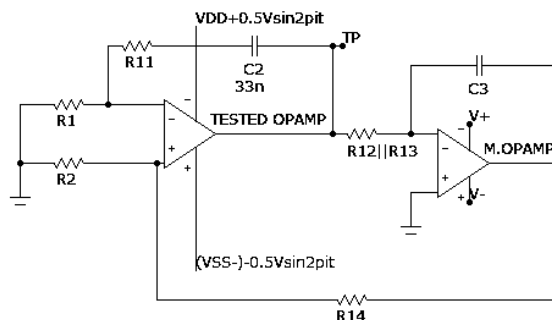 VDD+0.5Vsin2pit
TP
R11
C2
33n
C3
R1
TESTED OPAMP
V+
R12||R13
M.OPAMP
R2
V-
(VSS-)-0.5Vsin2pit
R14